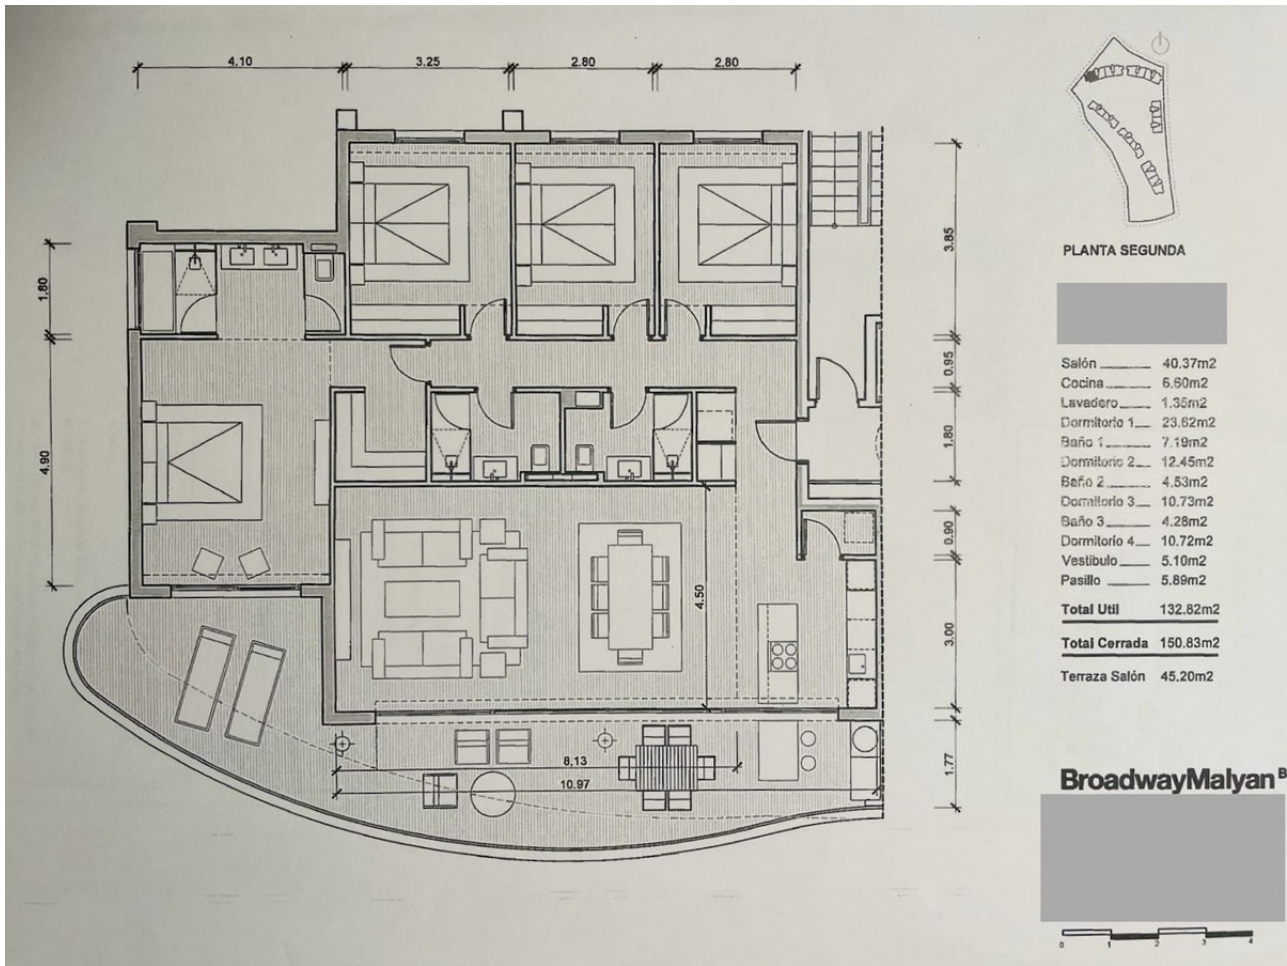 4.10
3.25
2.80
2.80
1.80
4.90
3.85
0.95
1.80
0.90
3.00
1.77
4.50
8.13
10.97
PLANTA SEGUNDA
Salón 40.37m2
Cocina 6.60m2
Lavadero 1.35m2
Dormitorio 1 23.62m2
Baño 1 7.19m2
Dormitorio 2 12.45m2
Baño 2 4.53m2
Dormitorio 3 10.73m2
Baño 3 4.28m2
Dormitorio 4 10.72m2
Vestibulo 5.10m2
Pasillo 5.89m2
Total Util 132.82m2
Total Cerrada 150.83m2
Terraza Salón 45.20m2
BroadwayMalyan B
0 1 2 3 4